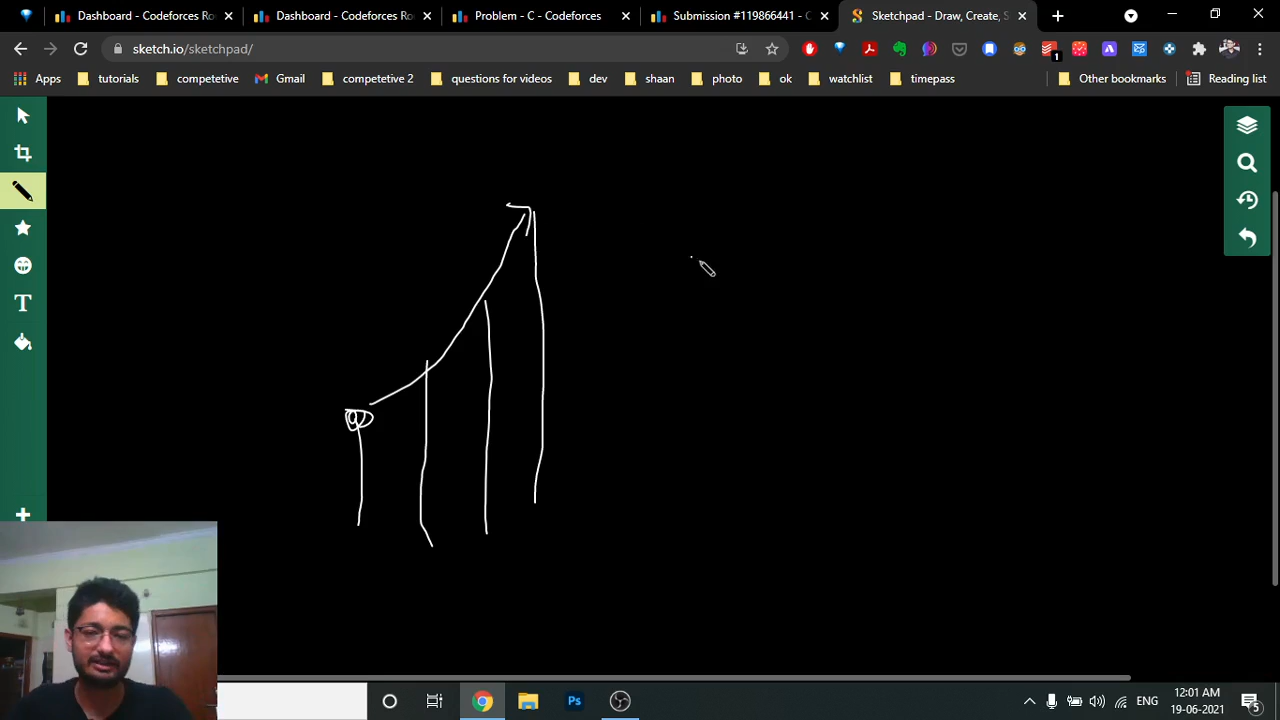 Dashboard - Codeforces Ro
Dashboard - Codeforces Ro
Problem - C - Codeforces
Submission #119866441 - C
Sketchpad - Draw, Create, S
sketch.io/sketchpad/
1
Apps
tutorials
competetive
Gmail
competetive 2
questions for videos
dev
shaan
photo
ok
watchlist
timepass
Other bookmarks
Reading list
T
ENG
12:01 AM
19-06-2021
5